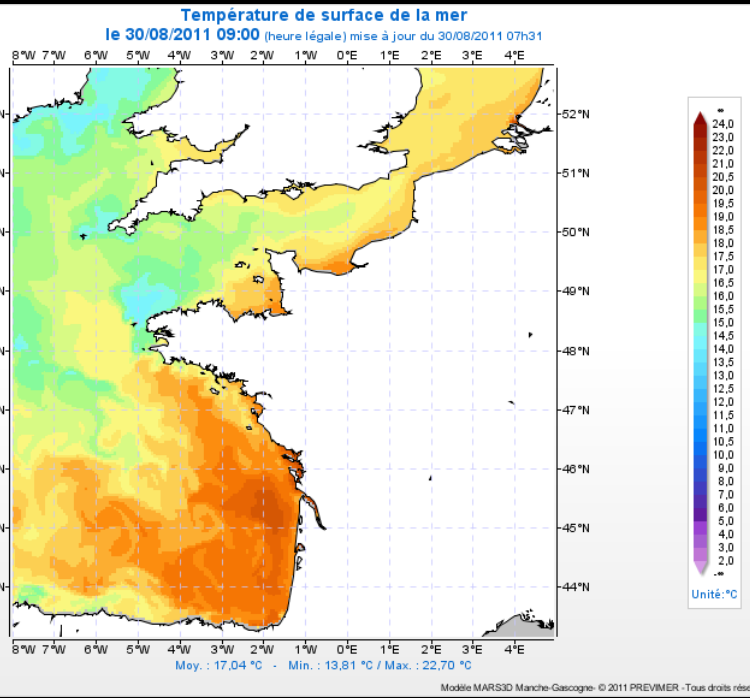 Température de surface de la mer
le 30/08/2011 09:00 (heure légale) mise à jour du 30/08/2011 07h31
8°W 7°W 6°W 5°W 4°W 3°W 2°W 1°W 0°E 1°E 2°E 3°E 4°E
52°N
51°N
50°N
49°N
48°N
47°N
46°N
45°N
44°N
∞
24,0
23,0
22,0
21,0
20,5
20,0
19,5
19,0
18,5
18,0
17,5
17,0
16,5
16,0
15,5
15,0
14,5
14,0
13,5
13,0
12,5
12,0
11,5
11,0
10,5
10,0
9,0
8,0
7,0
6,0
5,0
4,0
3,0
2,0
-∞
Unité:°C
8°W 7°W 6°W 5°W 4°W 3°W 2°W 1°W 0°E 1°E 2°E 3°E 4°E
Moy. : 17,04 °C - Min. : 13,81 °C / Max. : 22,70 °C
Modèle MARS3D Manche-Gascogne- © 2011 PREVIMER - Tous droits rése